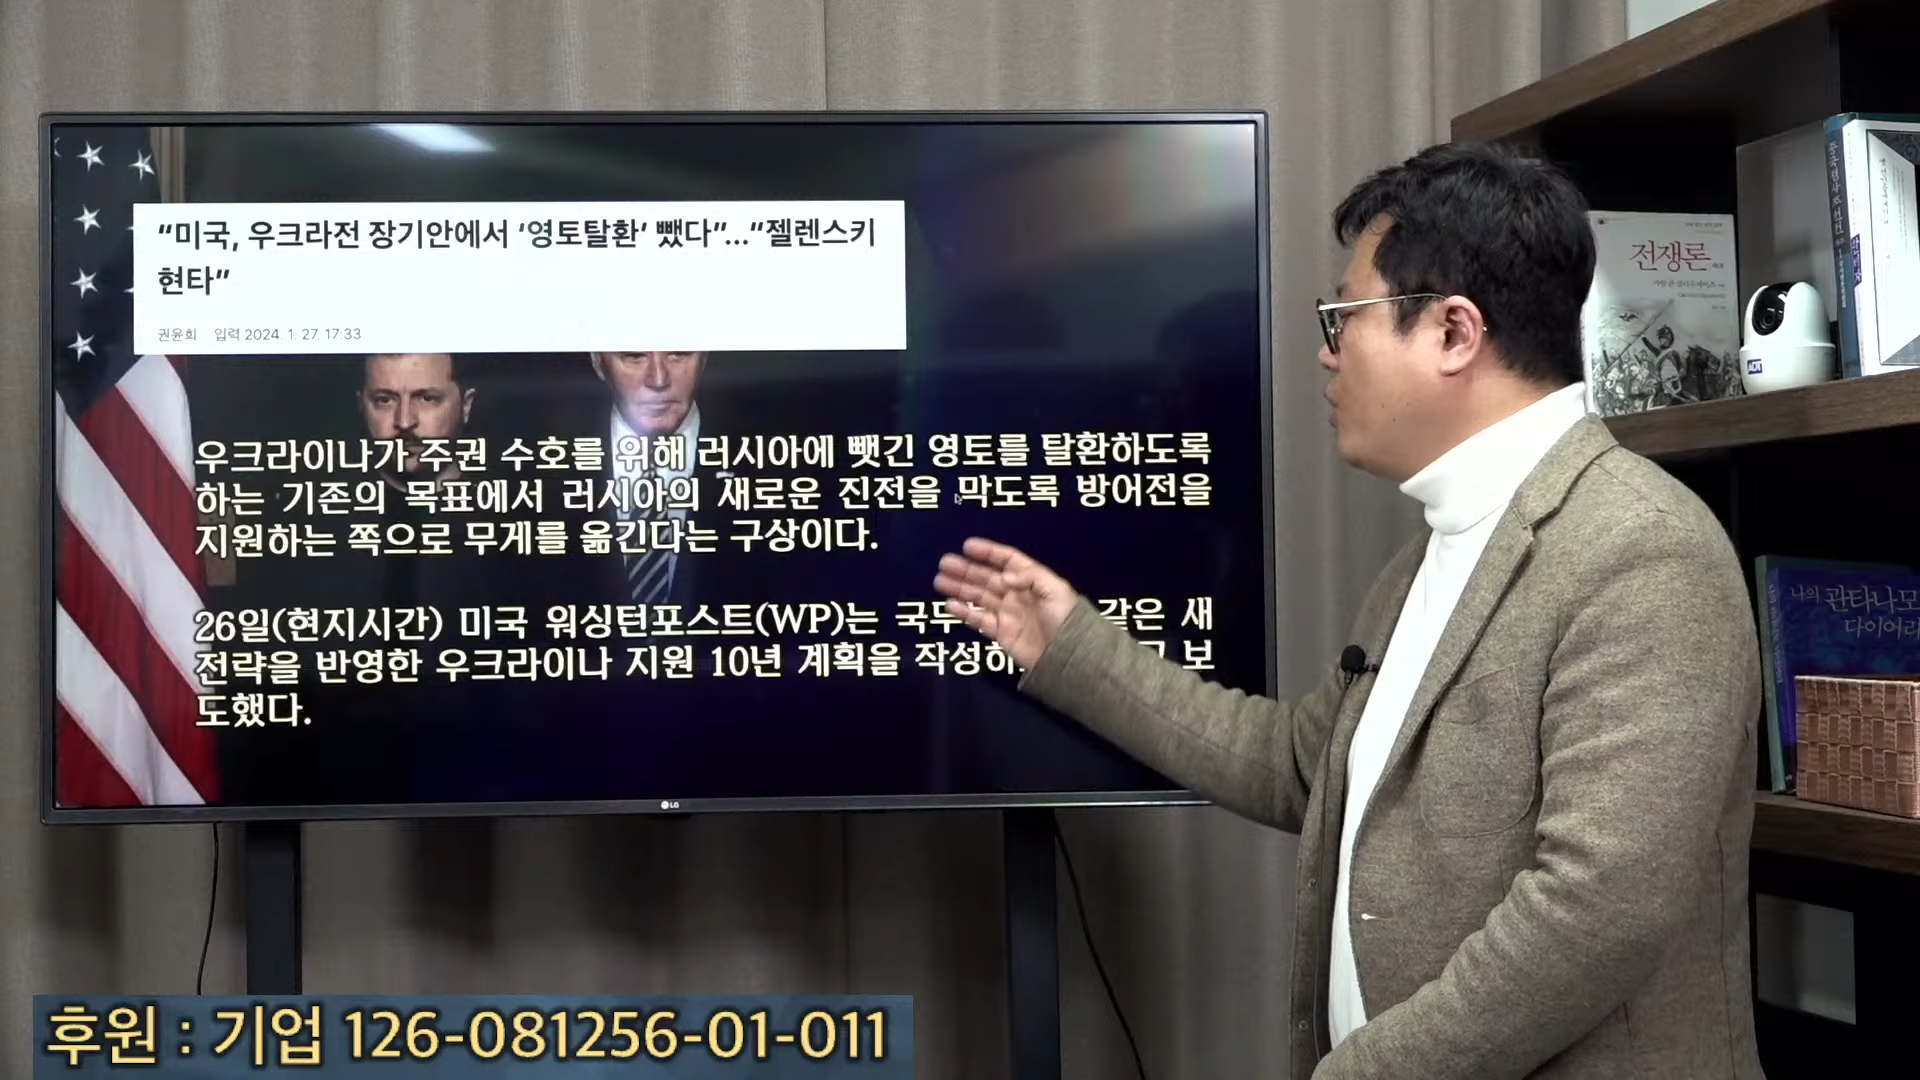 “미국, 우크라전 장기안에서 ‘영토탈환’ 뺐다”...“젤렌스키
현타”
권윤희 입력 2024. 1. 27. 17:33
우크라이나가 주권 수호를 위해 러시아에 뺏긴 영토를 탈환하도록
하는 기존의 목표에서 러시아의 새로운 진전을 막도록 방어전을
지원하는 쪽으로 무게를 옮긴다는 구상이다.
26일(현지시간) 미국 워싱턴포스트(WP)는 같은 새
전략을 반영한 우크라이나 지원 10년 계획을 보
도했다.
LG
전쟁론
ADT
나의 관타나모
다이어리
후원 : 기업 126-081256-01-011